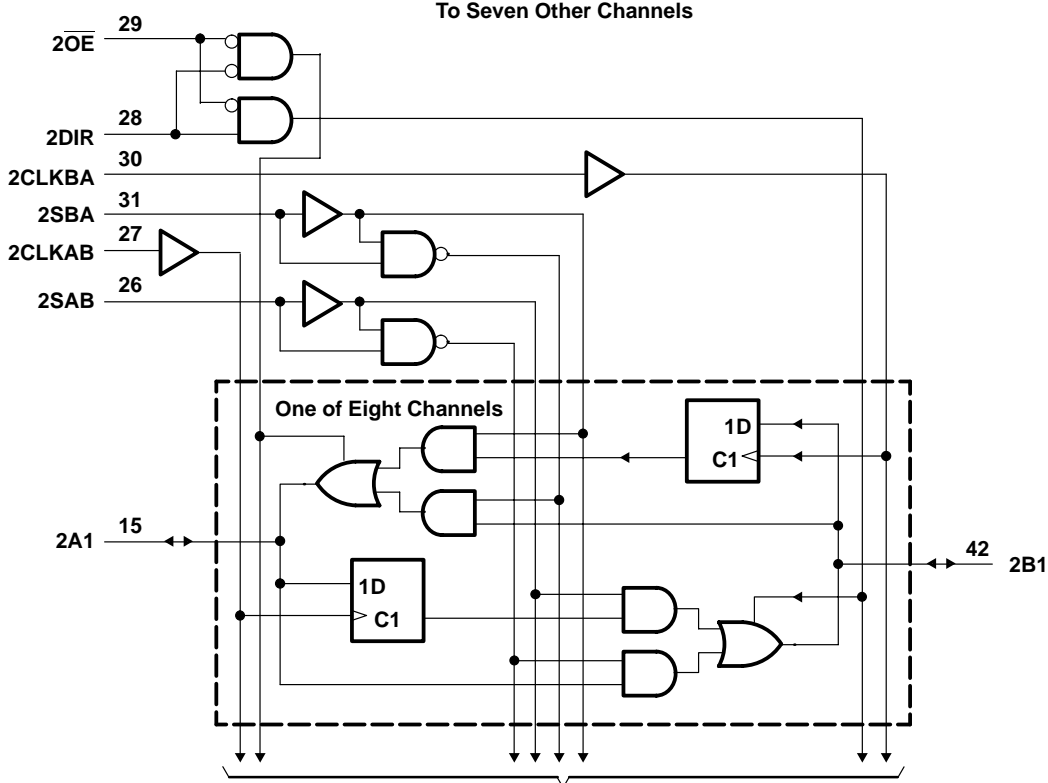 To Seven Other Channels
2O̅E̅ 29
2DIR 28
2CLKBA 30
2SBA 31
2CLKAB 27
2SAB 26
One of Eight Channels
1D
C1
2A1 15
42 2B1
1D
C1